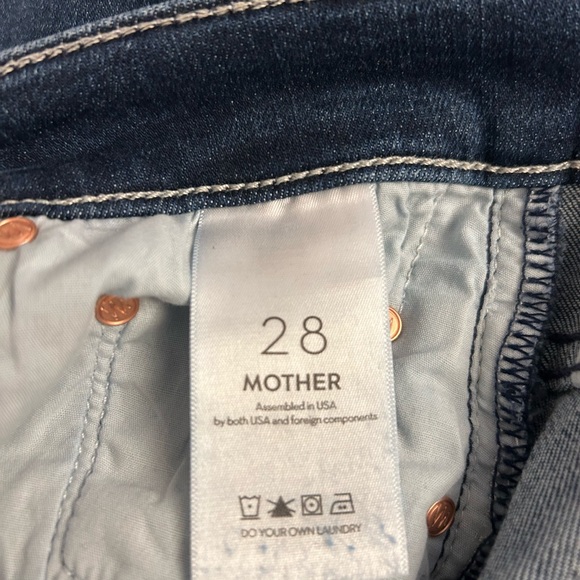 28
MOTHER
Assembled in USA
by both USA and foreign components
DO YOUR OWN LAUNDRY